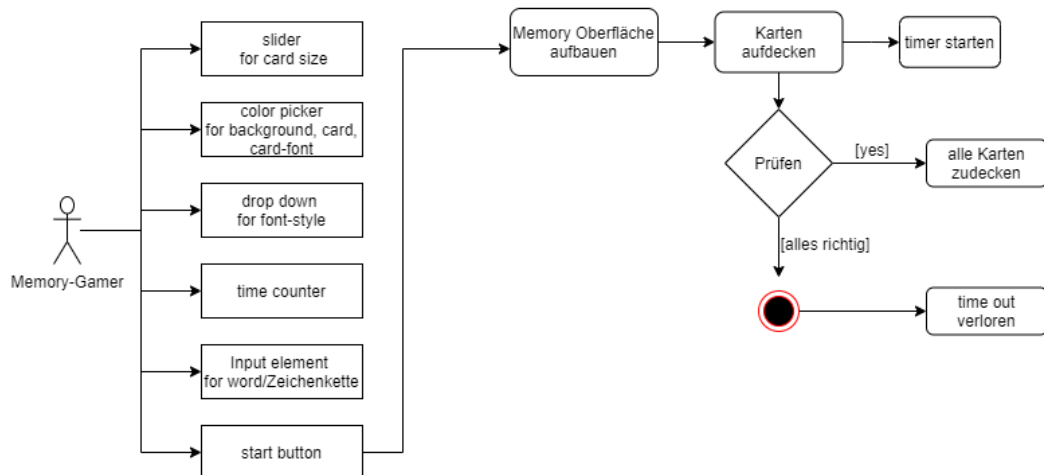 Memory-Gamer
slider
for card size
color picker
for background, card,
card-font
drop down
for font-style
time counter
Input element
for word/Zeichenkette
start button
Memory Oberfläche
aufbauen
Karten
aufdecken
timer starten
Prüfen
[yes]
alle Karten
zudecken
[alles richtig]
time out
verloren